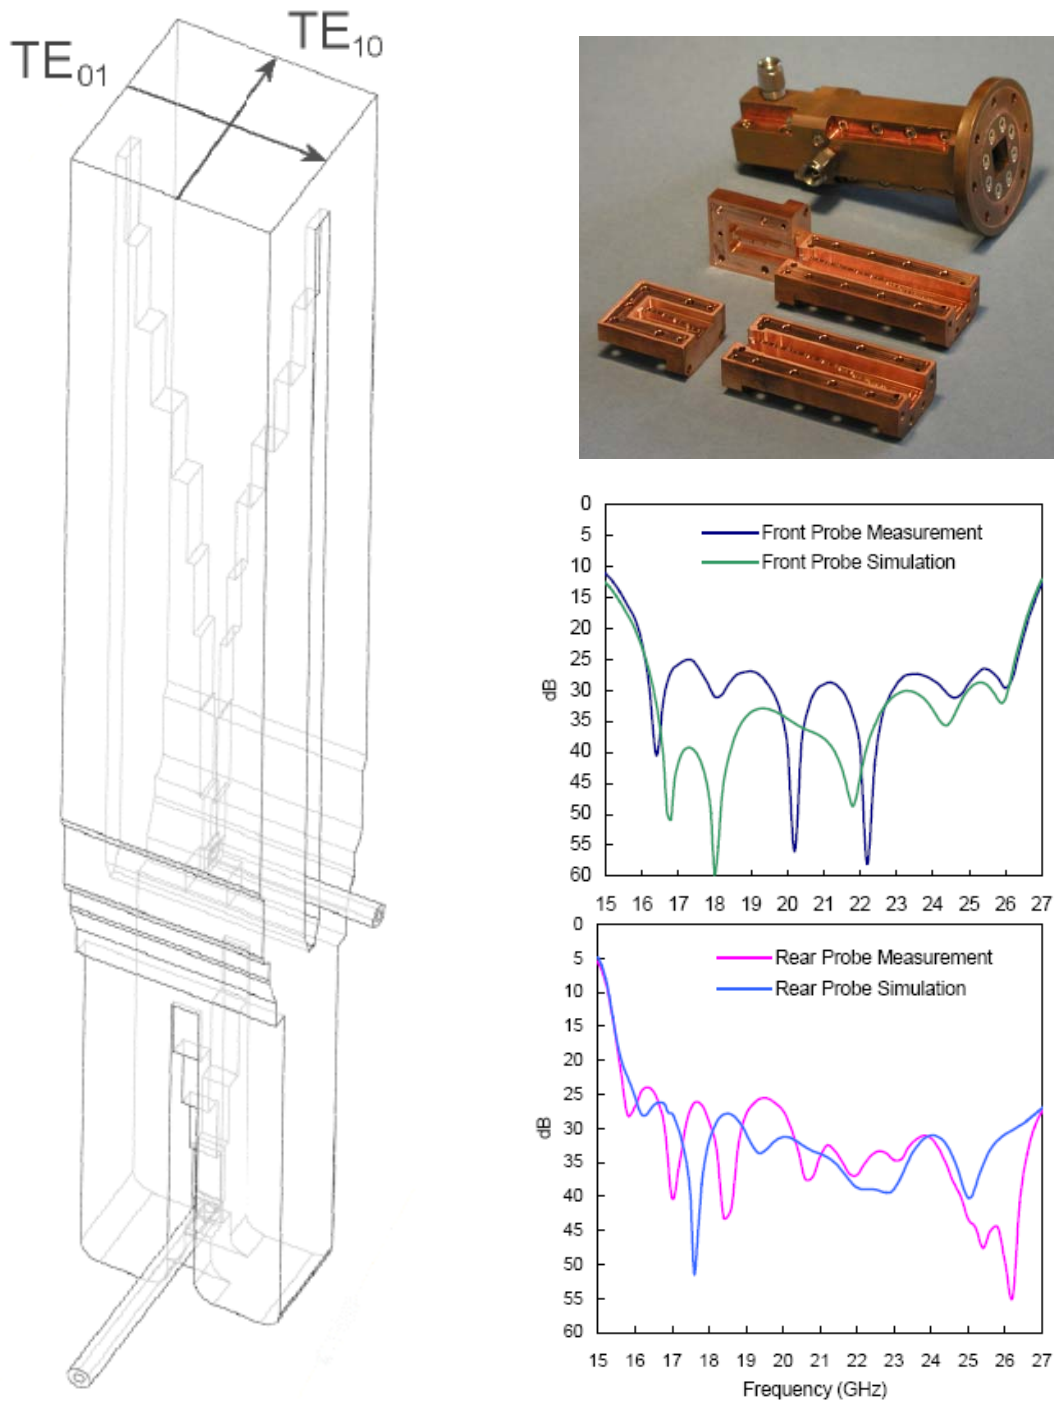 TE01
TE10
0
5
10
15
20
25
30
35
40
45
50
55
60
dB
Front Probe Measurement
Front Probe Simulation
15 16 17 18 19 20 21 22 23 24 25 26 27
0
5
10
15
20
25
30
35
40
45
50
55
60
dB
Rear Probe Measurement
Rear Probe Simulation
15 16 17 18 19 20 21 22 23 24 25 26 27
Frequency (GHz)